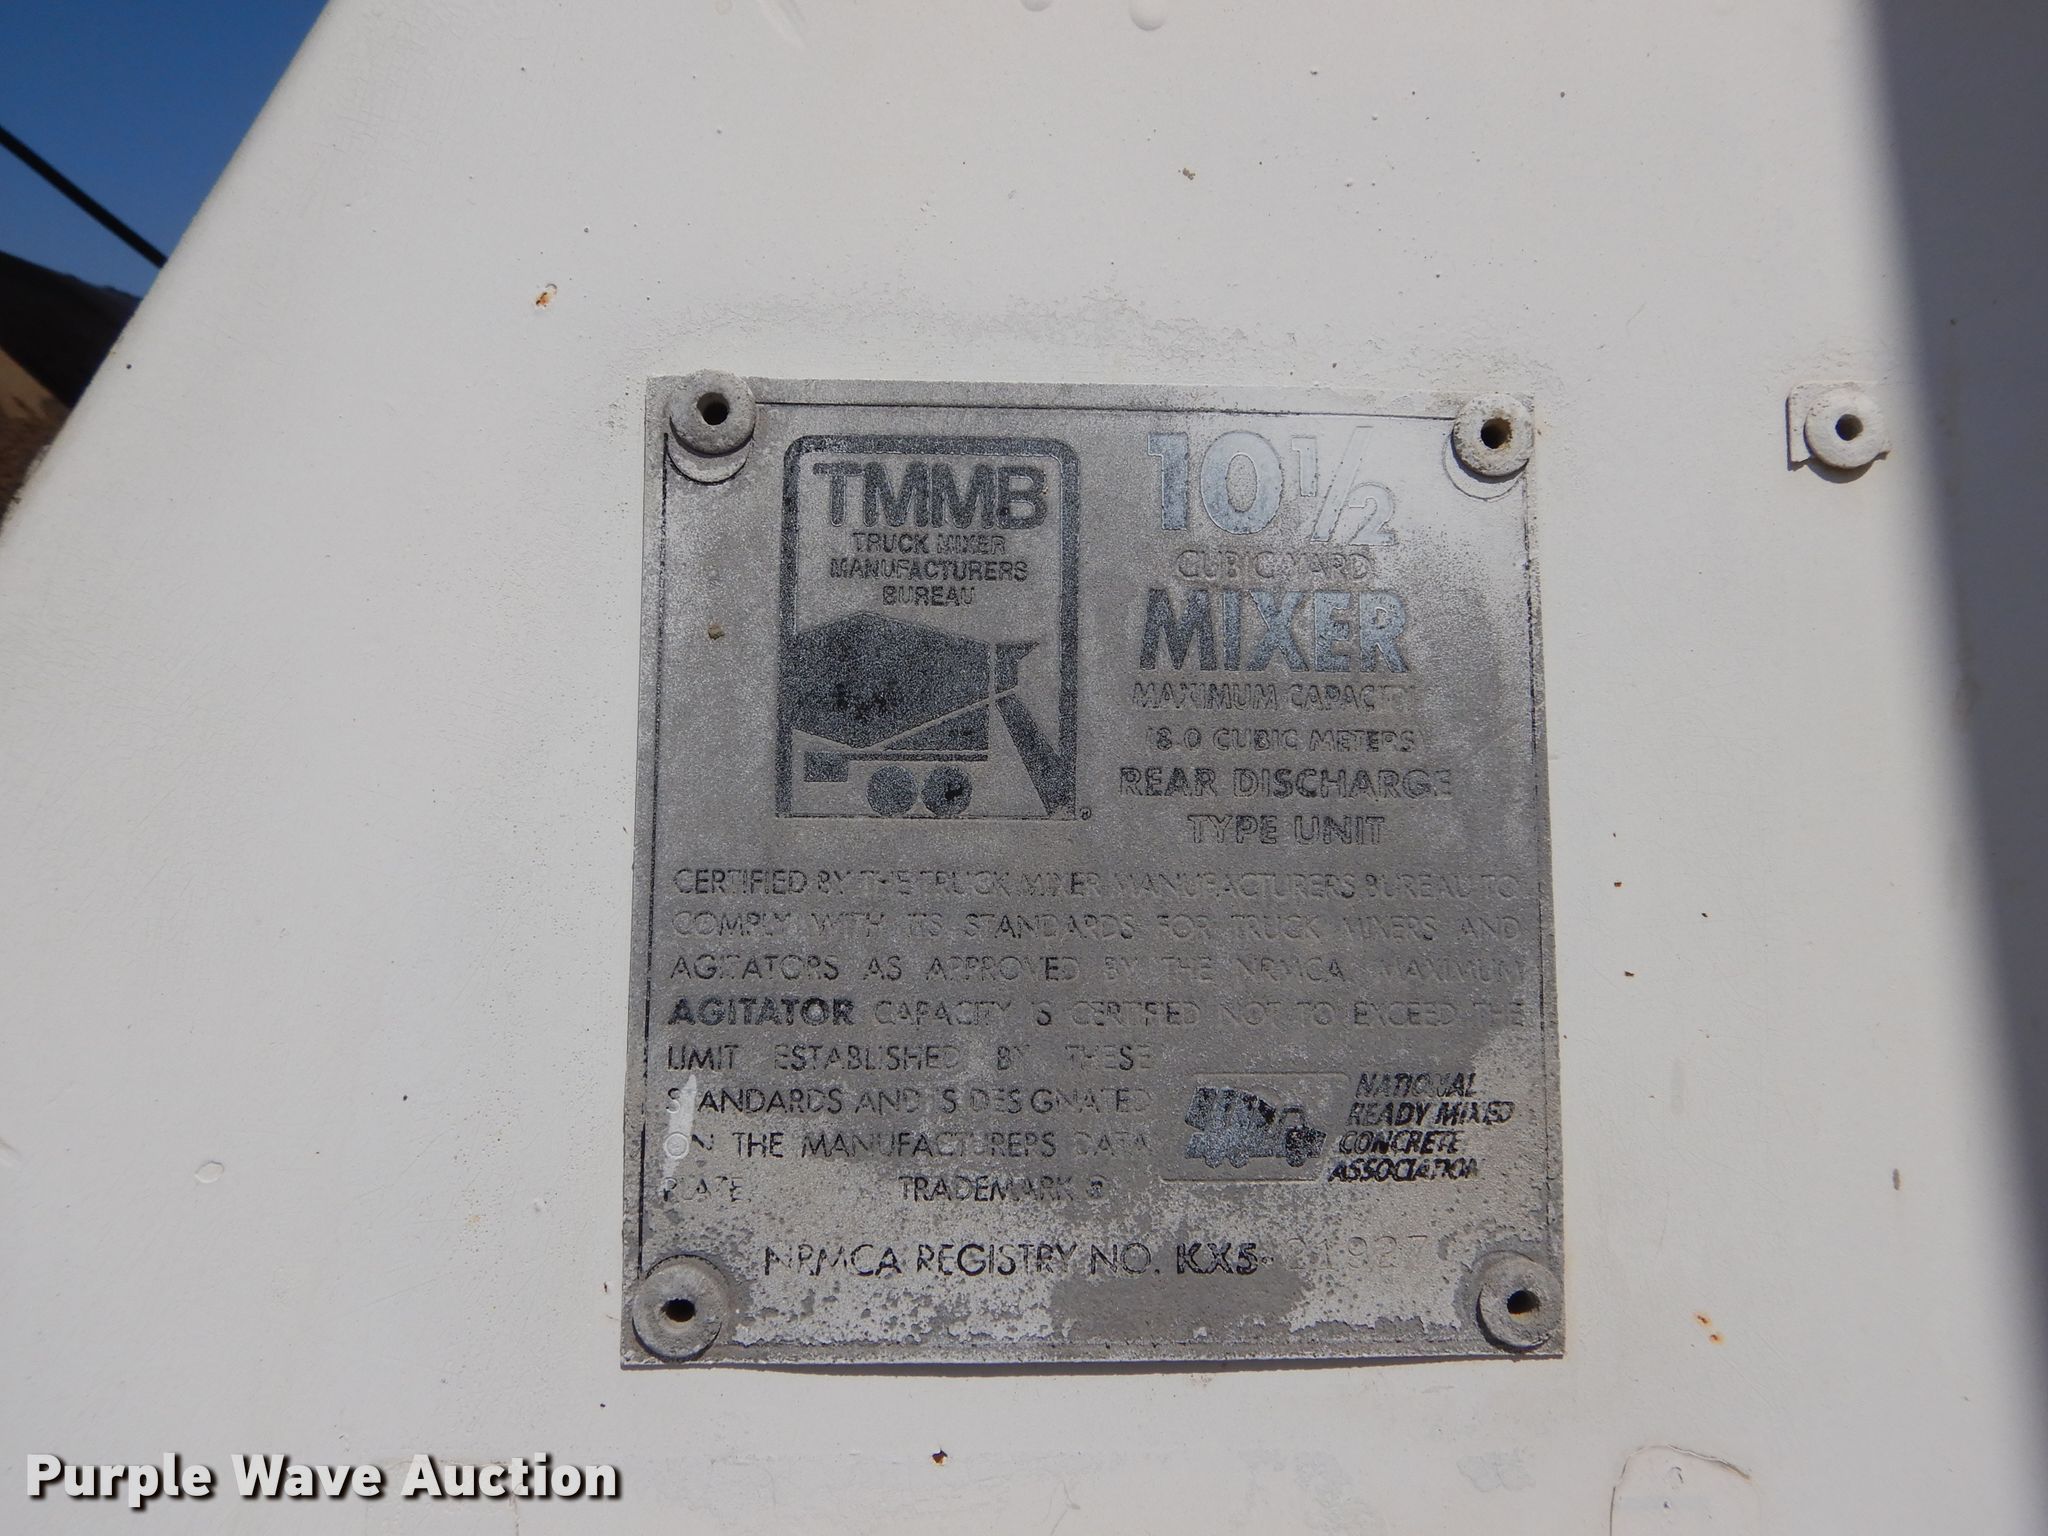 TMMB
TRUCK MIXER
MANUFACTURERS
BUREAU
10 1/2
CUBIC YARD
MIXER
MAXIMUM CAPACITY
(8.0 CUBIC METERS)
REAR DISCHARGE
TYPE UNIT
CERTIFIED BY THE TRUCK MIXER MANUFACTURERS BUREAU TO
COMPLY WITH ITS STANDARDS FOR TRUCK MIXERS AND
AGITATORS AS APPROVED BY THE NRMCA. MAXIMUM
AGITATOR CAPACITY IS CERTIFIED NOT TO EXCEED THE
LIMIT ESTABLISHED BY THESE
STANDARDS AND IS DESIGNATED
ON THE MANUFACTURERS DATA
PLATE. TRADEMARK ®
NATIONAL
READY MIXED
CONCRETE
ASSOCIATION
NRMCA REGISTRY NO. KX5-21927
Purple Wave Auction